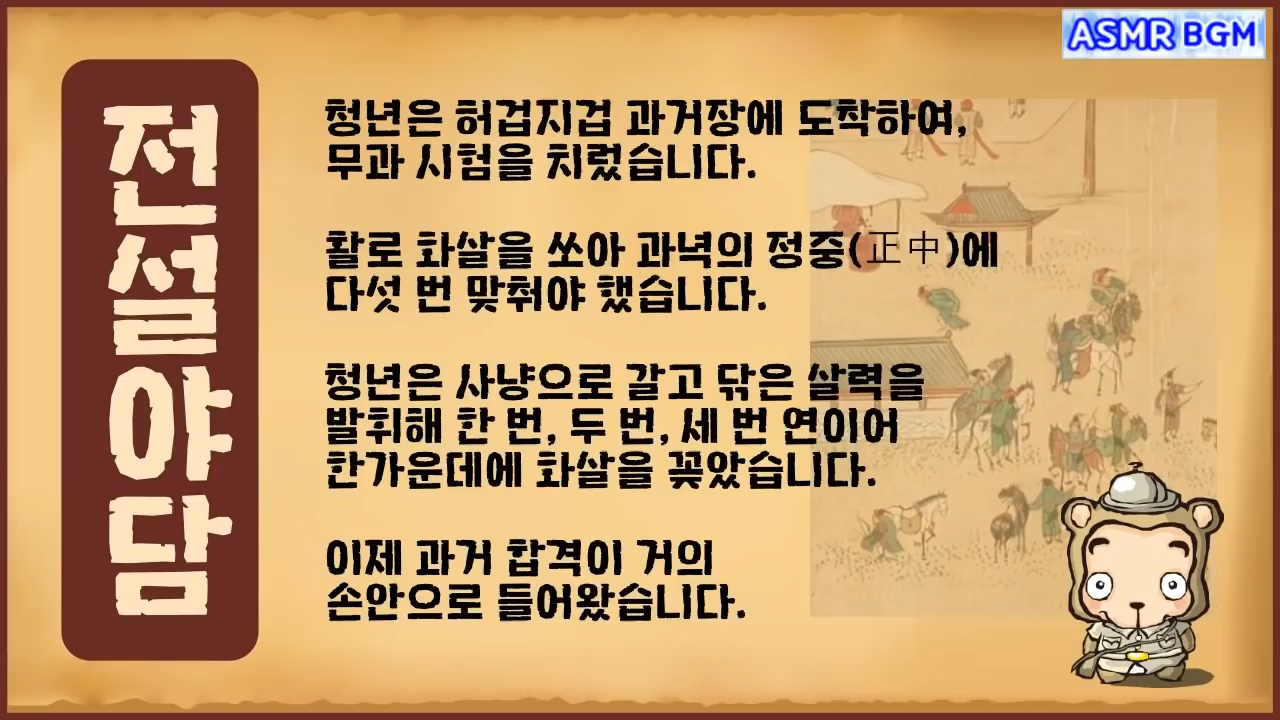 ASMR BGM
전설야담
청년은 허겁지겁 과거장에 도착하여,
무과 시험을 치렀습니다.
활로 화살을 쏘아 과녁의 정중(正中)에
다섯 번 맞춰야 했습니다.
청년은 사냥으로 갈고 닦은 살력을
발휘해 한 번, 두 번, 세 번 연이어
한가운데에 화살을 꽂았습니다.
이제 과거 합격이 거의
손안으로 들어왔습니다.